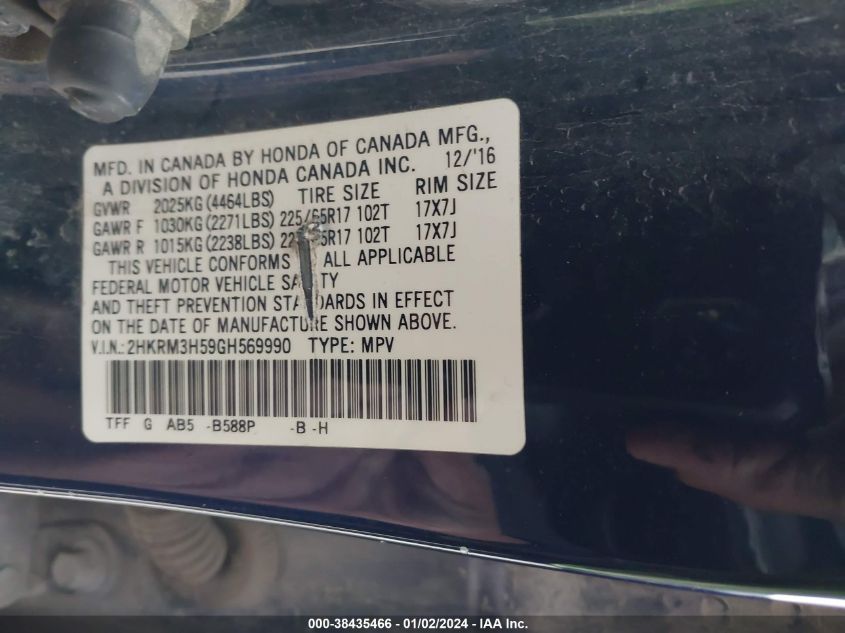 MFD. IN CANADA BY HONDA OF CANADA MFG.,
A DIVISION OF HONDA CANADA INC. 12/'16
GVWR 2025KG (4464LBS) TIRE SIZE RIM SIZE
GAWR F 1030KG (2271LBS) 225/65R17 102T 17X7J
GAWR R 1015KG (2238LBS) 102T 17X7J
THIS VEHICLE CONFORMS ALL APPLICABLE
FEDERAL MOTOR VEHICLE
AND THEFT PREVENTION IN EFFECT
ON THE DATE OF MANUFACTURE SHOWN ABOVE.
V.I.N.: 2HKRM3H59GH569990 TYPE: MPV
TFF G AB5 -B588P -B -H
000-38435466 - 01/02/2024 - IAA Inc.